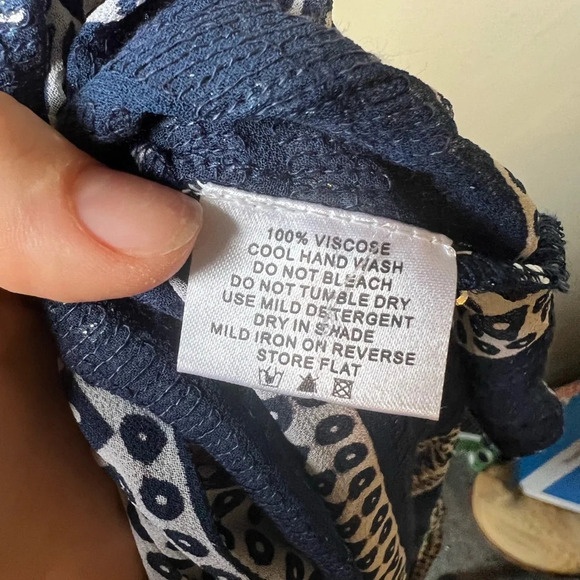 100% VISCOSE
COOL HAND WASH
DO NOT BLEACH
DO NOT TUMBLE DRY
USE MILD DETERGENT
DRY IN SHADE
MILD IRON ON REVERSE
STORE FLAT